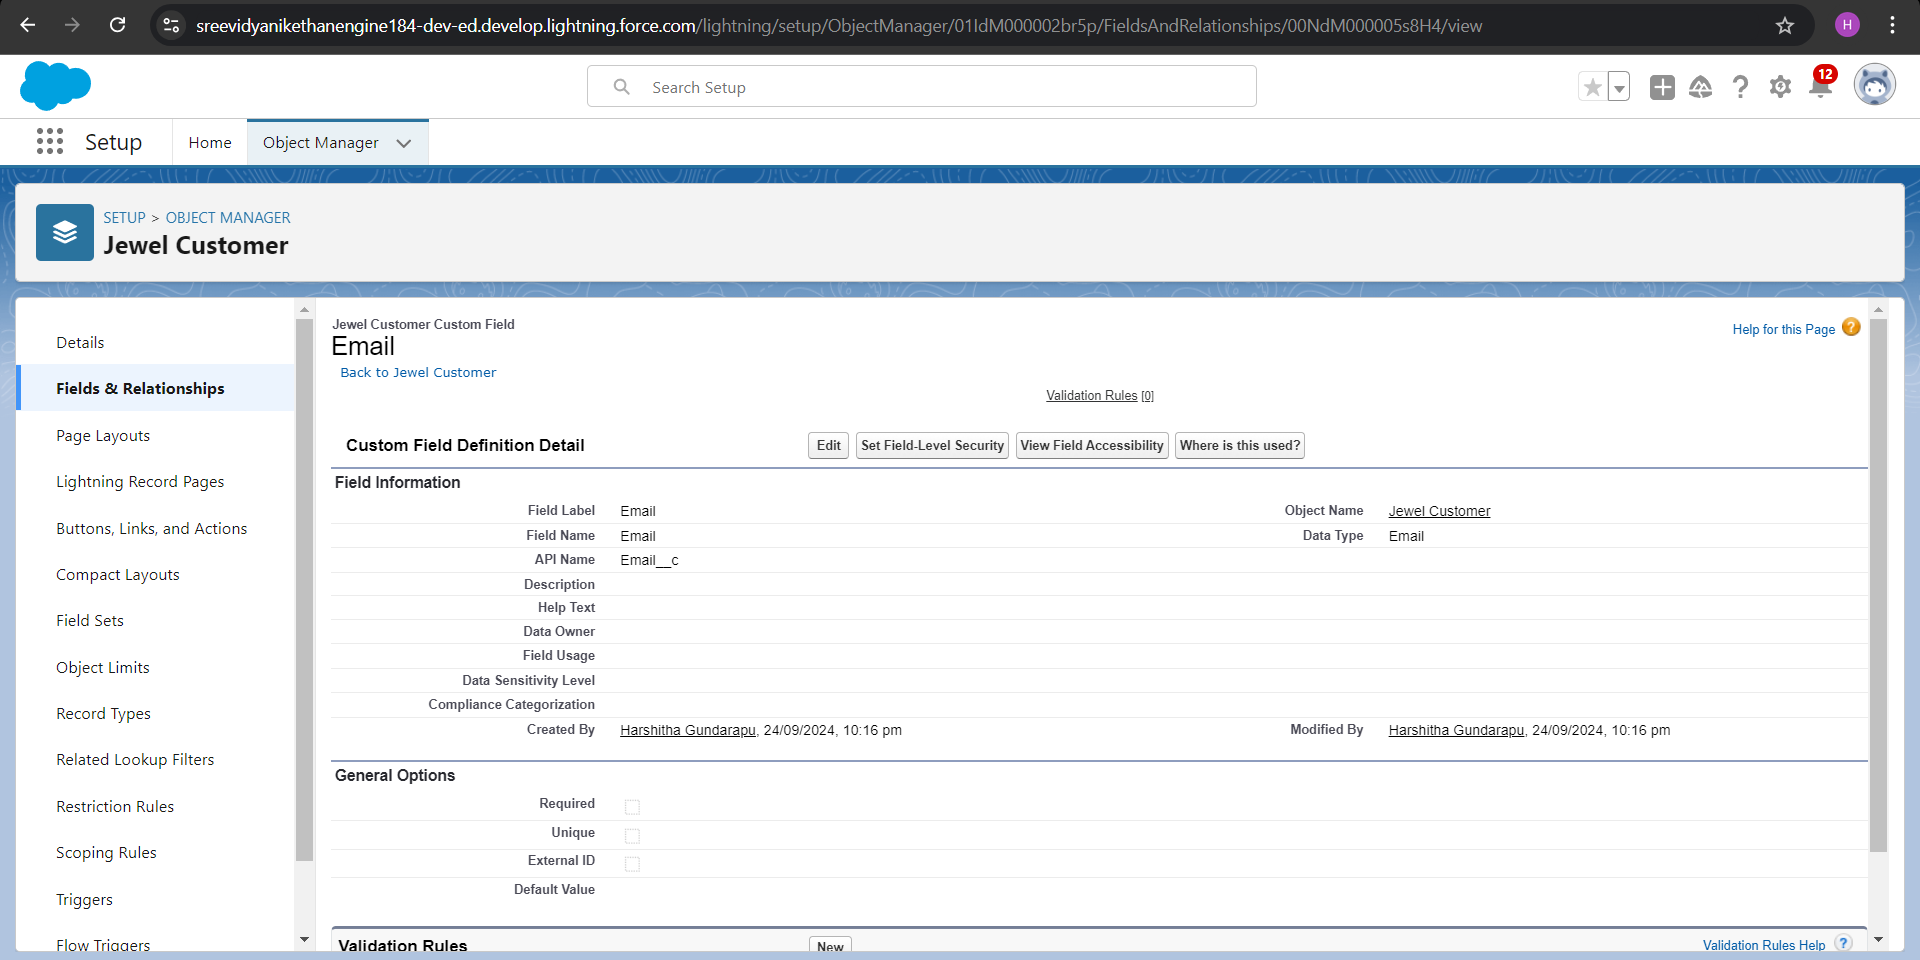 sreevidyanikethanengine184-dev-ed.develop.lightning.force.com/lightning/setup/ObjectManager/01IdM000002br5p/FieldsAndRelationships/00NdM000005s8H4/view
H
Search Setup
12
Setup
Home
Object Manager
SETUP > OBJECT MANAGER
Jewel Customer
Details
Fields & Relationships
Page Layouts
Lightning Record Pages
Buttons, Links, and Actions
Compact Layouts
Field Sets
Object Limits
Record Types
Related Lookup Filters
Restriction Rules
Scoping Rules
Triggers
Flow Triggers
Jewel Customer Custom Field
Email
Help for this Page ?
Back to Jewel Customer
Validation Rules [0]
Custom Field Definition Detail Edit Set Field-Level Security View Field Accessibility Where is this used?
Field Information
Field Label Email Object Name Jewel Customer
Field Name Email Data Type Email
API Name Email__c
Description
Help Text
Data Owner
Field Usage
Data Sensitivity Level
Compliance Categorization
Created By Harshitha Gundarapu, 24/09/2024, 10:16 pm Modified By Harshitha Gundarapu, 24/09/2024, 10:16 pm
General Options
Required
Unique
External ID
Default Value
Validation Rules New Validation Rules Help ?